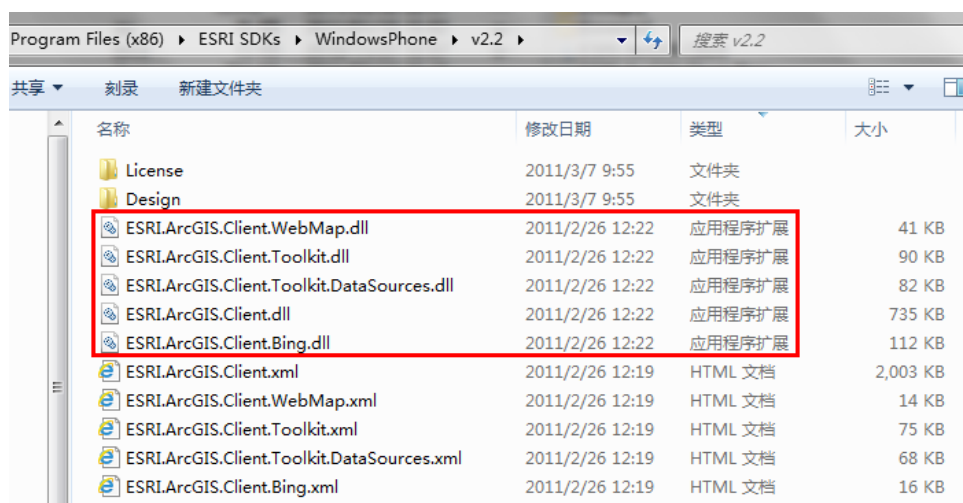 Program Files (x86) ▸ ESRI SDKs ▸ WindowsPhone ▸ v2.2 ▸ 搜索 v2.2
共享 刻录 新建文件夹
名称 修改日期 类型 大小
License 2011/3/7 9:55 文件夹
Design 2011/3/7 9:55 文件夹
ESRI.ArcGIS.Client.WebMap.dll 2011/2/26 12:22 应用程序扩展 41 KB
ESRI.ArcGIS.Client.Toolkit.dll 2011/2/26 12:22 应用程序扩展 90 KB
ESRI.ArcGIS.Client.Toolkit.DataSources.dll 2011/2/26 12:22 应用程序扩展 82 KB
ESRI.ArcGIS.Client.dll 2011/2/26 12:22 应用程序扩展 735 KB
ESRI.ArcGIS.Client.Bing.dll 2011/2/26 12:22 应用程序扩展 112 KB
ESRI.ArcGIS.Client.xml 2011/2/26 12:19 HTML 文档 2,003 KB
ESRI.ArcGIS.Client.WebMap.xml 2011/2/26 12:19 HTML 文档 14 KB
ESRI.ArcGIS.Client.Toolkit.xml 2011/2/26 12:19 HTML 文档 75 KB
ESRI.ArcGIS.Client.Toolkit.DataSources.xml 2011/2/26 12:19 HTML 文档 68 KB
ESRI.ArcGIS.Client.Bing.xml 2011/2/26 12:19 HTML 文档 16 KB